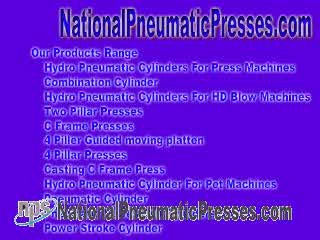 NationalPneumaticPresses.com
Our Products Range
Hydro Pneumatic Cylinders For Press Machines
Combination Cylinder
Hydro Pneumatic Cylinders For HD Blow Machines
Two Pillar Presses
C Frame Presses
4 Piller Guided moving platten
4 Pillar Presses
Casting C Frame Press
Hydro Pneumatic Cylinder For Pet Machines
Pneumatic Cylinder
NationalPneumaticPresses.com
Power Stroke Cylinder